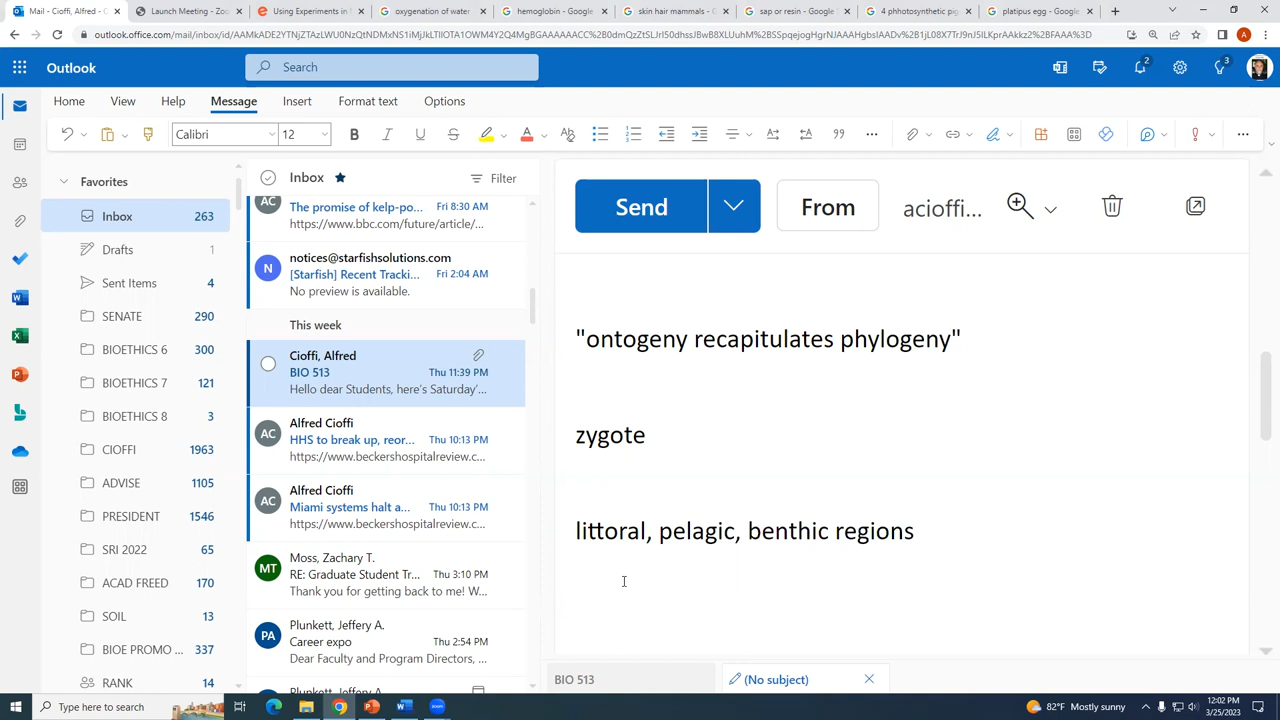 Mail - Cioffi, Alfred - C
Launch Meeting - Zoo
Using Experiments in M
oxygenation of water
hemoglobin - Google
skin hair mammals - G
sap or resin - Google
4 phhotosynthetic pig
platipus egg - Google
Outlook
Search
2
3
A
Home
View
Help
Message
Insert
Format text
Options
Calibri
12
Favorites
Inbox 263
Drafts 1
Sent Items 4
SENATE 290
BIOETHICS 6 300
BIOETHICS 7 121
BIOETHICS 8 3
CIOFFI 1963
ADVISE 1105
PRESIDENT 1546
SRI 2022 65
ACAD FREED 170
SOIL 13
BIOE PROMO ... 337
RANK 14
Inbox
Filter
AC
The promise of kelp-po... Fri 8:30 AM
https://www.bbc.com/future/article/...
N
notices@starfishsolutions.com
[Starfish] Recent Tracki... Fri 2:04 AM
No preview is available.
This week
Cioffi, Alfred
BIO 513 Thu 11:39 PM
Hello dear Students, here's Saturday'...
AC
Alfred Cioffi
HHS to break up, reor... Thu 10:13 PM
https://www.beckershospitalreview.c...
AC
Alfred Cioffi
Miami systems halt a... Thu 10:13 PM
https://www.beckershospitalreview.c...
MT
Moss, Zachary T.
RE: Graduate Student Tr... Thu 3:10 PM
Thank you for getting back to me! W...
PA
Plunkett, Jeffery A.
Career expo Thu 2:54 PM
Dear Faculty and Program Directors, ...
Plunkett, Jeffery A.
Send
From
acioffi...
"ontogeny recapitulates phylogeny"
zygote
littoral, pelagic, benthic regions
BIO 513
(No subject)
Type here to search
82°F Mostly sunny
12:02 PM
3/25/2023